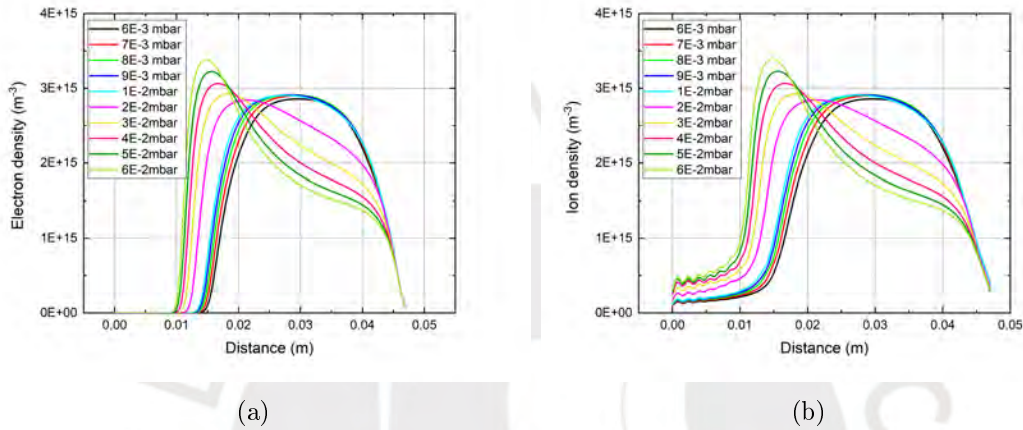 4E+15
3E+15
2E+15
1E+15
0E+00
Electron density (m⁻³)
6E-3 mbar
7E-3 mbar
8E-3 mbar
9E-3 mbar
1E-2mbar
2E-2mbar
3E-2mbar
4E-2mbar
5E-2mbar
6E-2mbar
0.00 0.01 0.02 0.03 0.04 0.05
Distance (m)
(a)
4E+15
3E+15
2E+15
1E+15
0E+00
Ion density (m⁻³)
6E-3 mbar
7E-3 mbar
8E-3 mbar
9E-3 mbar
1E-2mbar
2E-2mbar
3E-2mbar
4E-2mbar
5E-2mbar
6E-2mbar
0.00 0.01 0.02 0.03 0.04 0.05
Distance (m)
(b)